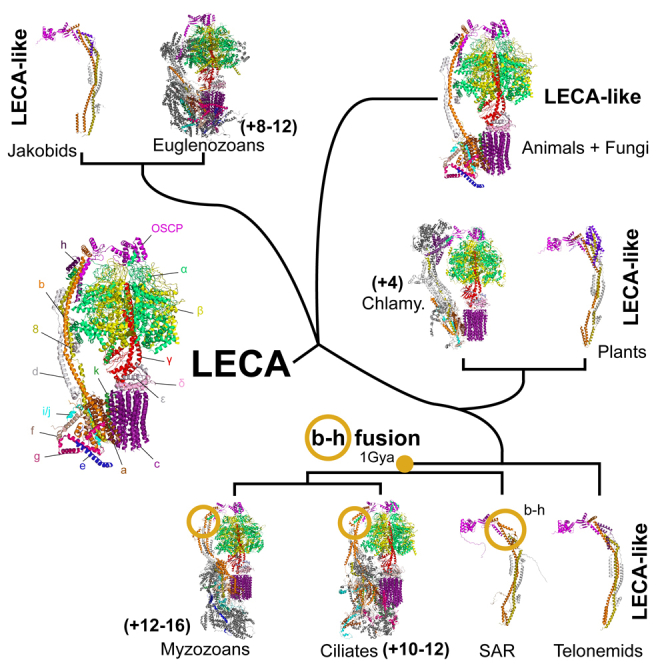 LECA-like
Jakobids
Euglenozoans
(+8-12)
LECA-like
Animals + Fungi
OSCP
h
α
b
β
8
d
γ
k
δ
ε
i/j
f
g
e
a
c
LECA
(+4)
Chlamy.
LECA-like
Plants
b-h fusion
1Gya
b-h
(+12-16)
Myzozoans
Ciliates (+10-12)
SAR
Telonemids
LECA-like